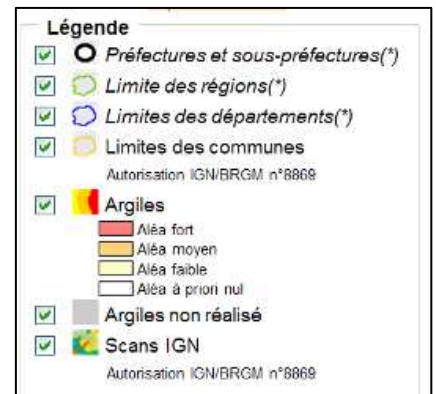 Légende
Préfectures et sous-préfectures(*)
Limite des régions(*)
Limites des départements(*)
Limites des communes
Autorisation IGN/BRGM n°8869
Argiles
Aléa fort
Aléa moyen
Aléa faible
Aléa à priori nul
Argiles non réalisé
Scans IGN
Autorisation IGN/BRGM n°8869